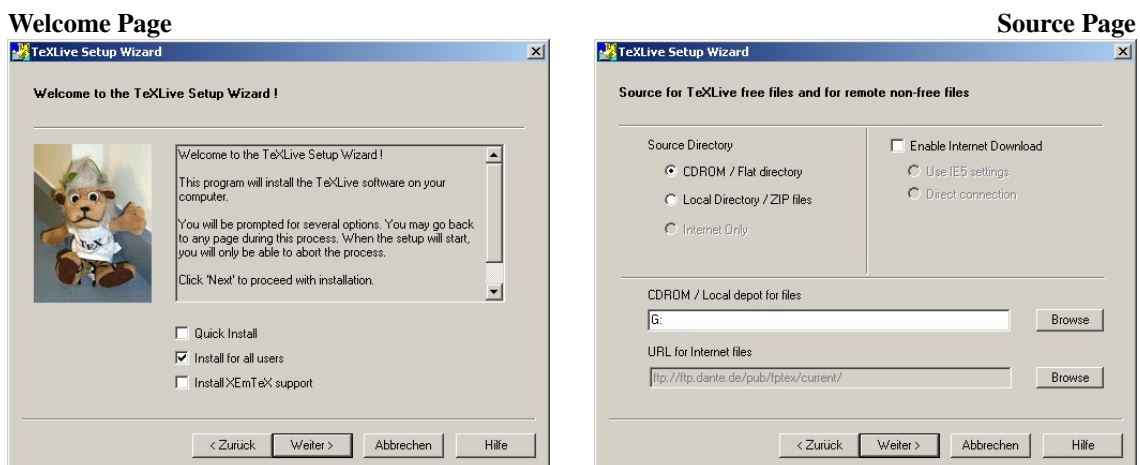 Welcome Page
TeXLive Setup Wizard
Welcome to the TeXLive Setup Wizard !
Welcome to the TeXLive Setup Wizard !
This program will install the TeXLive software on your
computer.
You will be prompted for several options. You may go back
to any page during this process. When the setup will start,
you will only be able to abort the process.
Click 'Next' to proceed with installation.
TEX
Quick Install
Install for all users
Install XEmTeX support
< Zurück
Weiter >
Abbrechen
Hilfe
Source Page
TeXLive Setup Wizard
Source for TeXLive free files and for remote non-free files
Source Directory
CDROM / Flat directory
Local Directory / ZIP files
Internet Only
Enable Internet Download
Use IE5 settings
Direct connection
CDROM / Local depot for files
G:
Browse
URL for Internet files
ftp://ftp.dante.de/pub/fptex/current/
Browse
< Zurück
Weiter >
Abbrechen
Hilfe